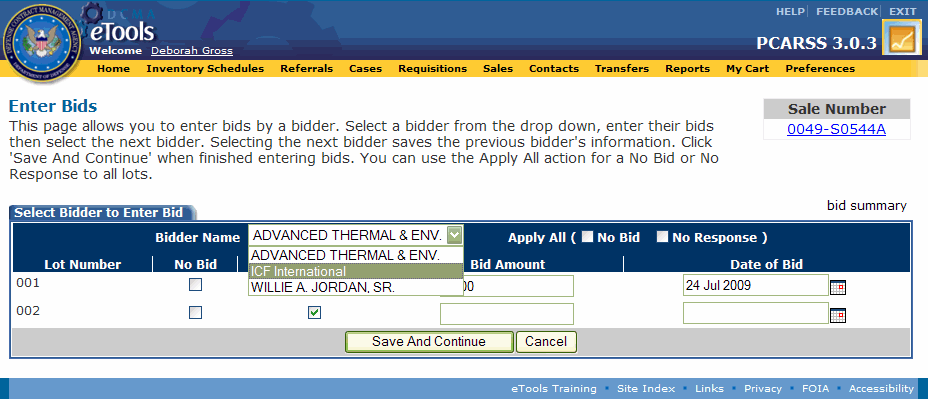 HELP FEEDBACK EXIT
DCMA
eTools
Welcome Deborah Gross
PCARSS 3.0.3
Home Inventory Schedules Referrals Cases Requisitions Sales Contacts Transfers Reports My Cart Preferences
Enter Bids
This page allows you to enter bids by a bidder. Select a bidder from the drop down, enter their bids
then select the next bidder. Selecting the next bidder saves the previous bidder's information. Click
'Save And Continue' when finished entering bids. You can use the Apply All action for a No Bid or No
Response to all lots.
Sale Number
0049-S0544A
bid summary
Select Bidder to Enter Bid
Bidder Name ADVANCED THERMAL & ENV. Apply All ( No Bid No Response )
ADVANCED THERMAL & ENV.
ICF International
WILLIE A. JORDAN, SR.
Lot Number No Bid Bid Amount Date of Bid
001 00 24 Jul 2009
002
Save And Continue Cancel
eTools Training • Site Index • Links • Privacy • FOIA • Accessibility